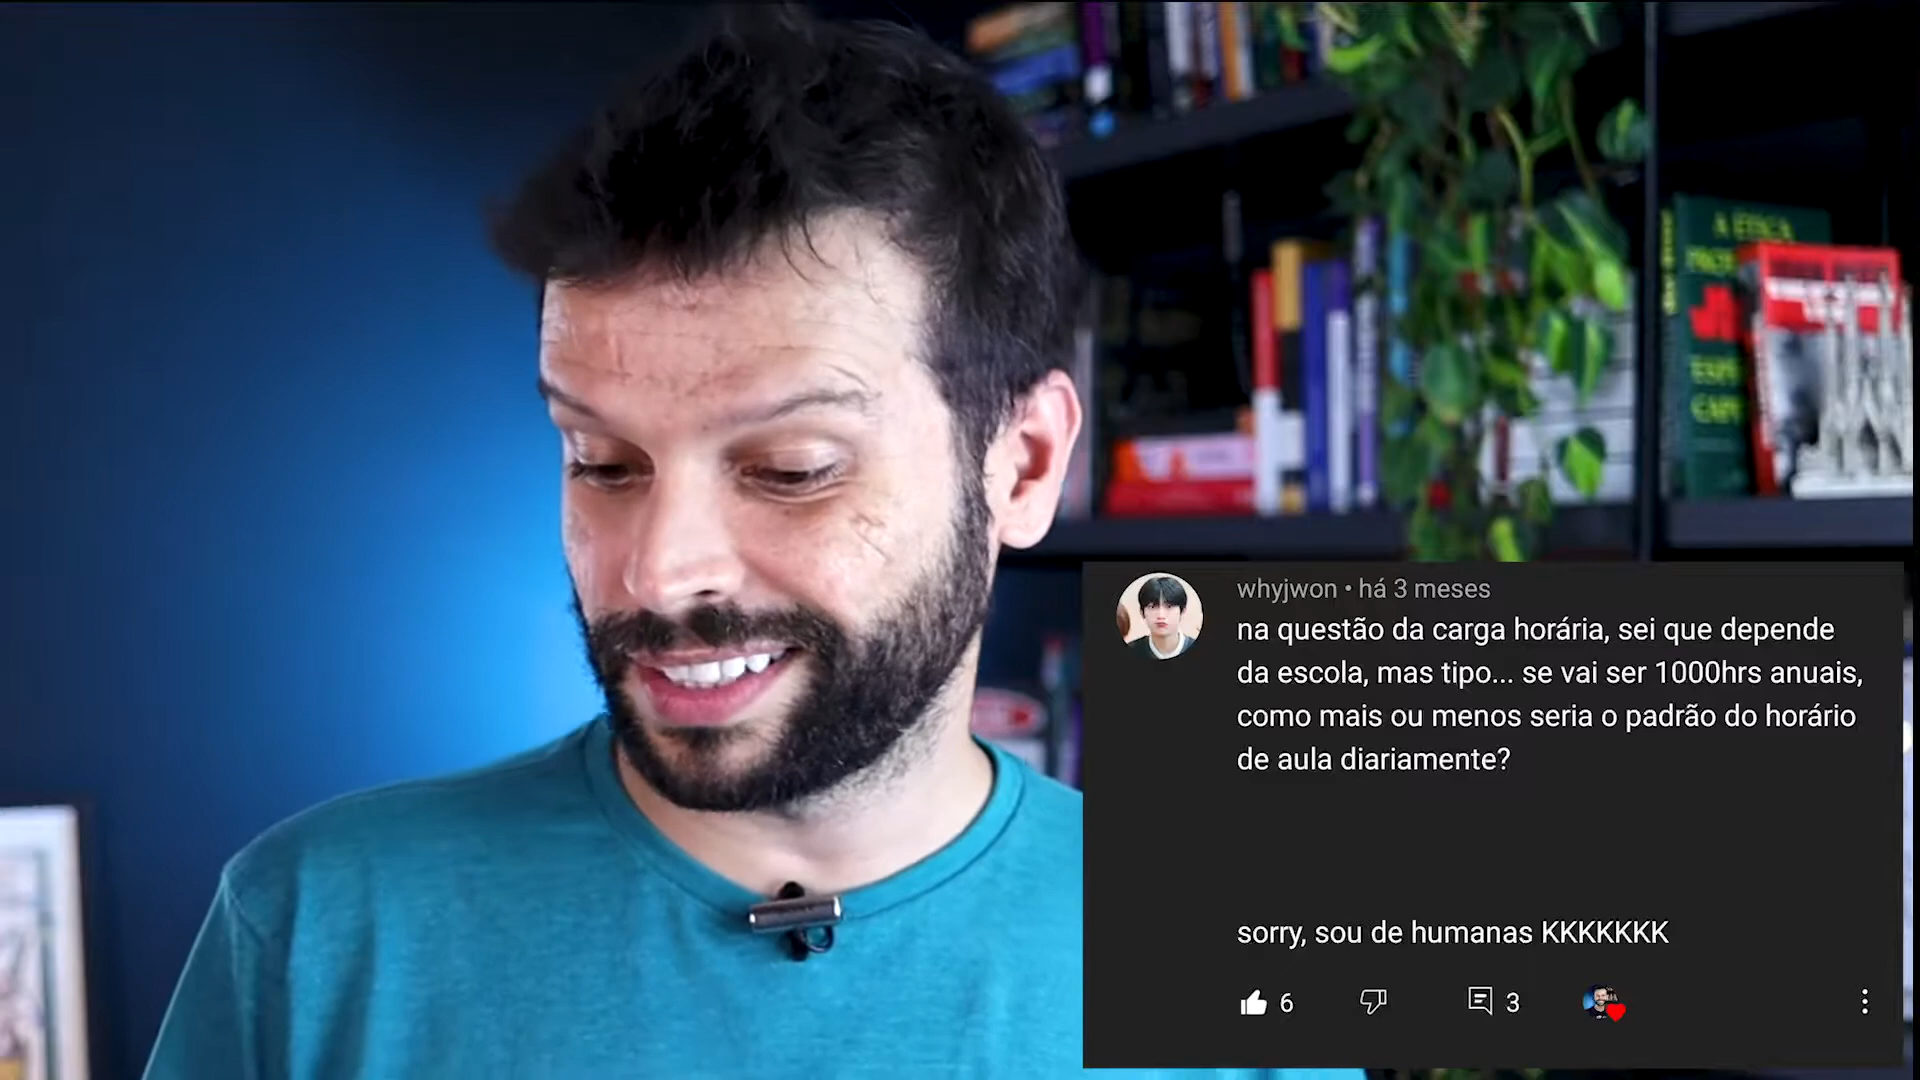 A ÉTICA
whyjwon • há 3 meses
na questão da carga horária, sei que depende
da escola, mas tipo... se vai ser 1000hrs anuais,
como mais ou menos seria o padrão do horário
de aula diariamente?
sorry, sou de humanas KKKKKKK
6
3